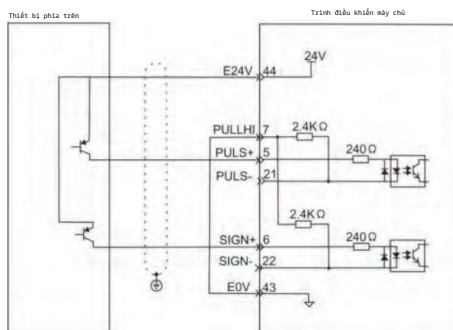 Thiết bị phía trên
Trình điều khiển máy chủ
24V
E24V 44
PULLHI 7
2.4KΩ
PULS+ 5
240Ω
PULS- 21
2.4KΩ
SIGN+ 6
240Ω
SIGN- 22
E0V 43